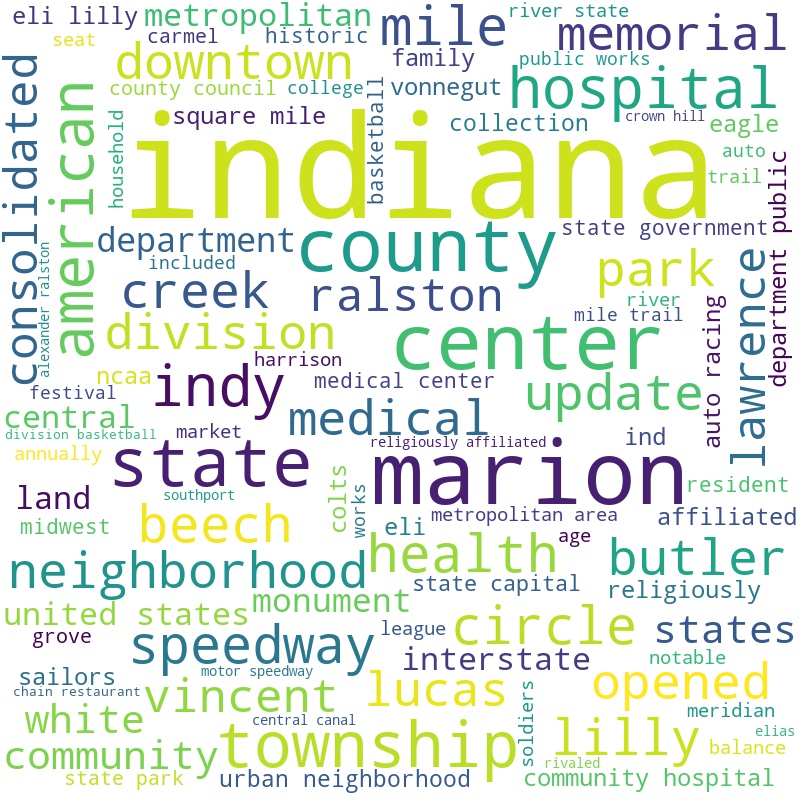 eli lilly
metropolitan
mile
river state
memorial
seat
carmel
historic
downtown
family
public works
hospital
county council
college
vonnegut
consolidated
american
household
square mile
basketball
collection
crown hill
eagle
indiana
auto
trail
department public
department
county
state government
included
alexander ralston
creek
ralston
park
river
lawrence
mile trail
auto racing
division
center
harrison
ncaa
indy
medical center
update
festival
central
medical
division basketball
market
ind
annually
state
religiously affiliated
marion
southport
colts
works
resident
land
beech
eli
metropolitan area
affiliated
midwest
age
neighborhood
health
butler
state capital
religiously
united states
monument
circle
states
grove
speedway
league
interstate
notable
sailors
motor speedway
chain restaurant
vincent
lucas
soldiers
opened
meridian
white
central canal
township
lilly
elias
community
balance
rivaled
state park
urban neighborhood
community hospital